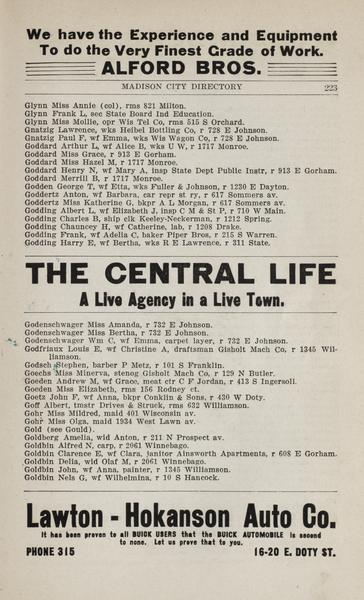 We have the Experience and Equipment
To do the Very Finest Grade of Work.
ALFORD BROS.
MADISON CITY DIRECTORY 223
Glynn Miss Annie (col), rms 821 Milton.
Glynn Frank L, see State Board Ind Education.
Glynn Miss Mollie, opr Wis Tel Co, rms 515 S Orchard.
Gnatzig Lawrence, wks Heibel Bottling Co, r 728 E Johnson.
Gnatzig Paul F, wf Emma, wks Wis Wagon Co, r 728 E Johnson.
Goddard Arthur L, wf Alice B, wks U W, r 1717 Monroe.
Goddard Miss Grace, r 913 E Gorham.
Goddard Miss Hazel M, r 1717 Monroe.
Goddard Henry N, wf Mary A, insp State Dept Public Instr, r 913 E Gorham.
Goddard Merrill B, r 1717 Monroe.
Godden George T, wf Etta, wks Fuller & Johnson, r 1230 E Dayton.
Goddertz Anton, wf Barbara, car repr st ry, r 617 Sommers av.
Goddertz Miss Katherine G, bkpr A L Morgan, r 617 Sommers av.
Godding Albert L, wf Elizabeth J, insp C M & St P, r 710 W Main.
Godding Charles B, ship clk Keeley-Neckerman, r 1212 Spring.
Godding Chauncey H, wf Catherine, lab, r 1208 Drake.
Godding Frank, wf Adelia C, baker Piper Bros, r 215 S Warren.
Godding Harry E, wf Bertha, wks R E Lawrence, r 311 State.
THE CENTRAL LIFE
A Live Agency in a Live Town.
Godenschwager Miss Amanda, r 732 E Johnson.
Godenschwager Miss Bertha, r 732 E Johnson.
Godenschwager Wm C, wf Emma, carpet layer, r 732 E Johnson.
Godfriaux Louis E, wf Christine A, draftsman Gisholt Mach Co, r 1345 Wil-
liamson.
Godsch Stephen, barber P Metz, r 101 S Franklin.
Goechs Miss Minerva, stenog Gisholt Mach Co, r 129 N Butler.
Goeden Andrew M, wf Grace, meat ctr C F Jordan, r 413 S Ingersoll.
Goeden Miss Elizabeth, rms 156 Rodney ct.
Goetz John F, wf Anna, bkpr Conklin & Sons, r 430 W Doty.
Goff Albert, tmstr Drives & Struck, rms 632 Williamson.
Gohr Miss Mildred, maid 401 Wisconsin av.
Gohr Miss Olga, maid 1934 West Lawn av.
Gold (see Gould).
Goldberg Amelia, wid Anton, r 211 N Prospect av.
Goldbin Alfred N, carp, r 2061 Winnebago.
Goldbin Clarence E, wf Clara, janitor Ainsworth Apartments, r 608 E Gorham.
Goldbin Delia, wid Olaf M, r 2061 Winnebago.
Goldbin John, wf Anna, painter, r 1345 Williamson.
Goldbin Nels G, wf Wilhelmina, r 10 S Hancock.
Lawton - Hokanson Auto Co.
It has been proven to all BUICK USERS that the BUICK AUTOMOBILE is second
to none. Let us prove that to you.
PHONE 315 16-20 E. DOTY ST.